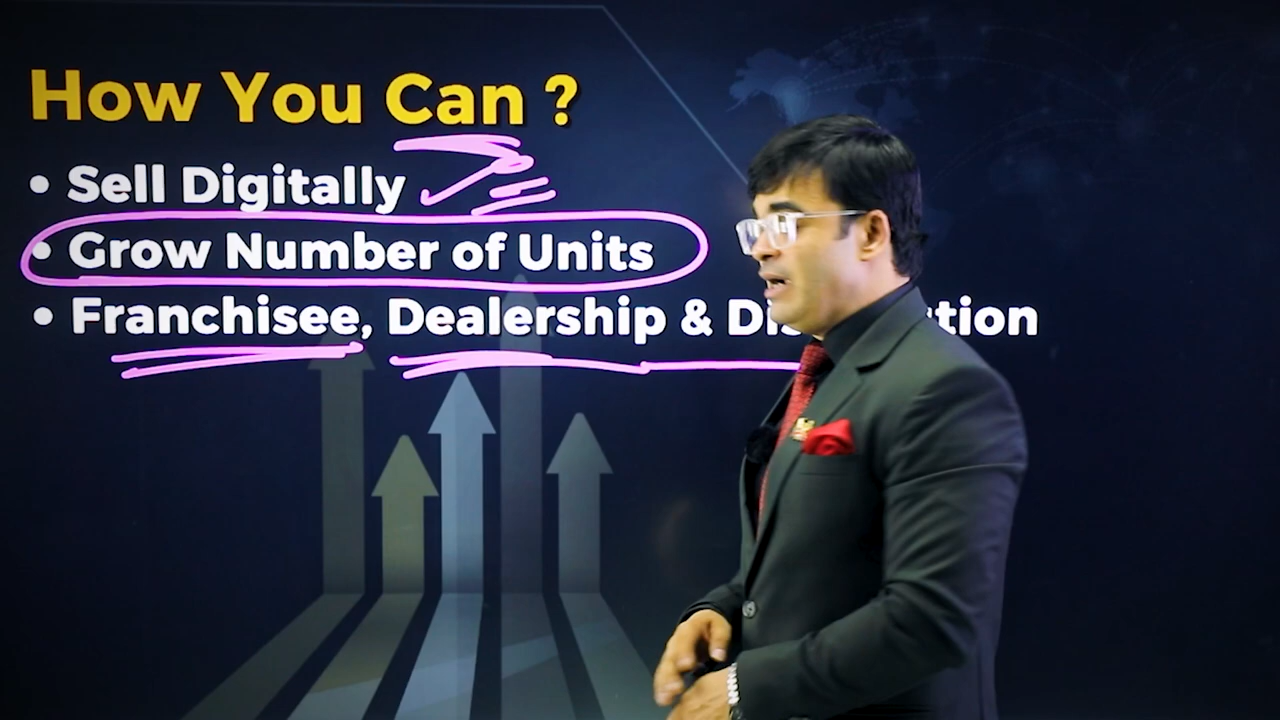 How You Can ?
• Sell Digitally
• Grow Number of Units
• Franchisee, Dealership &